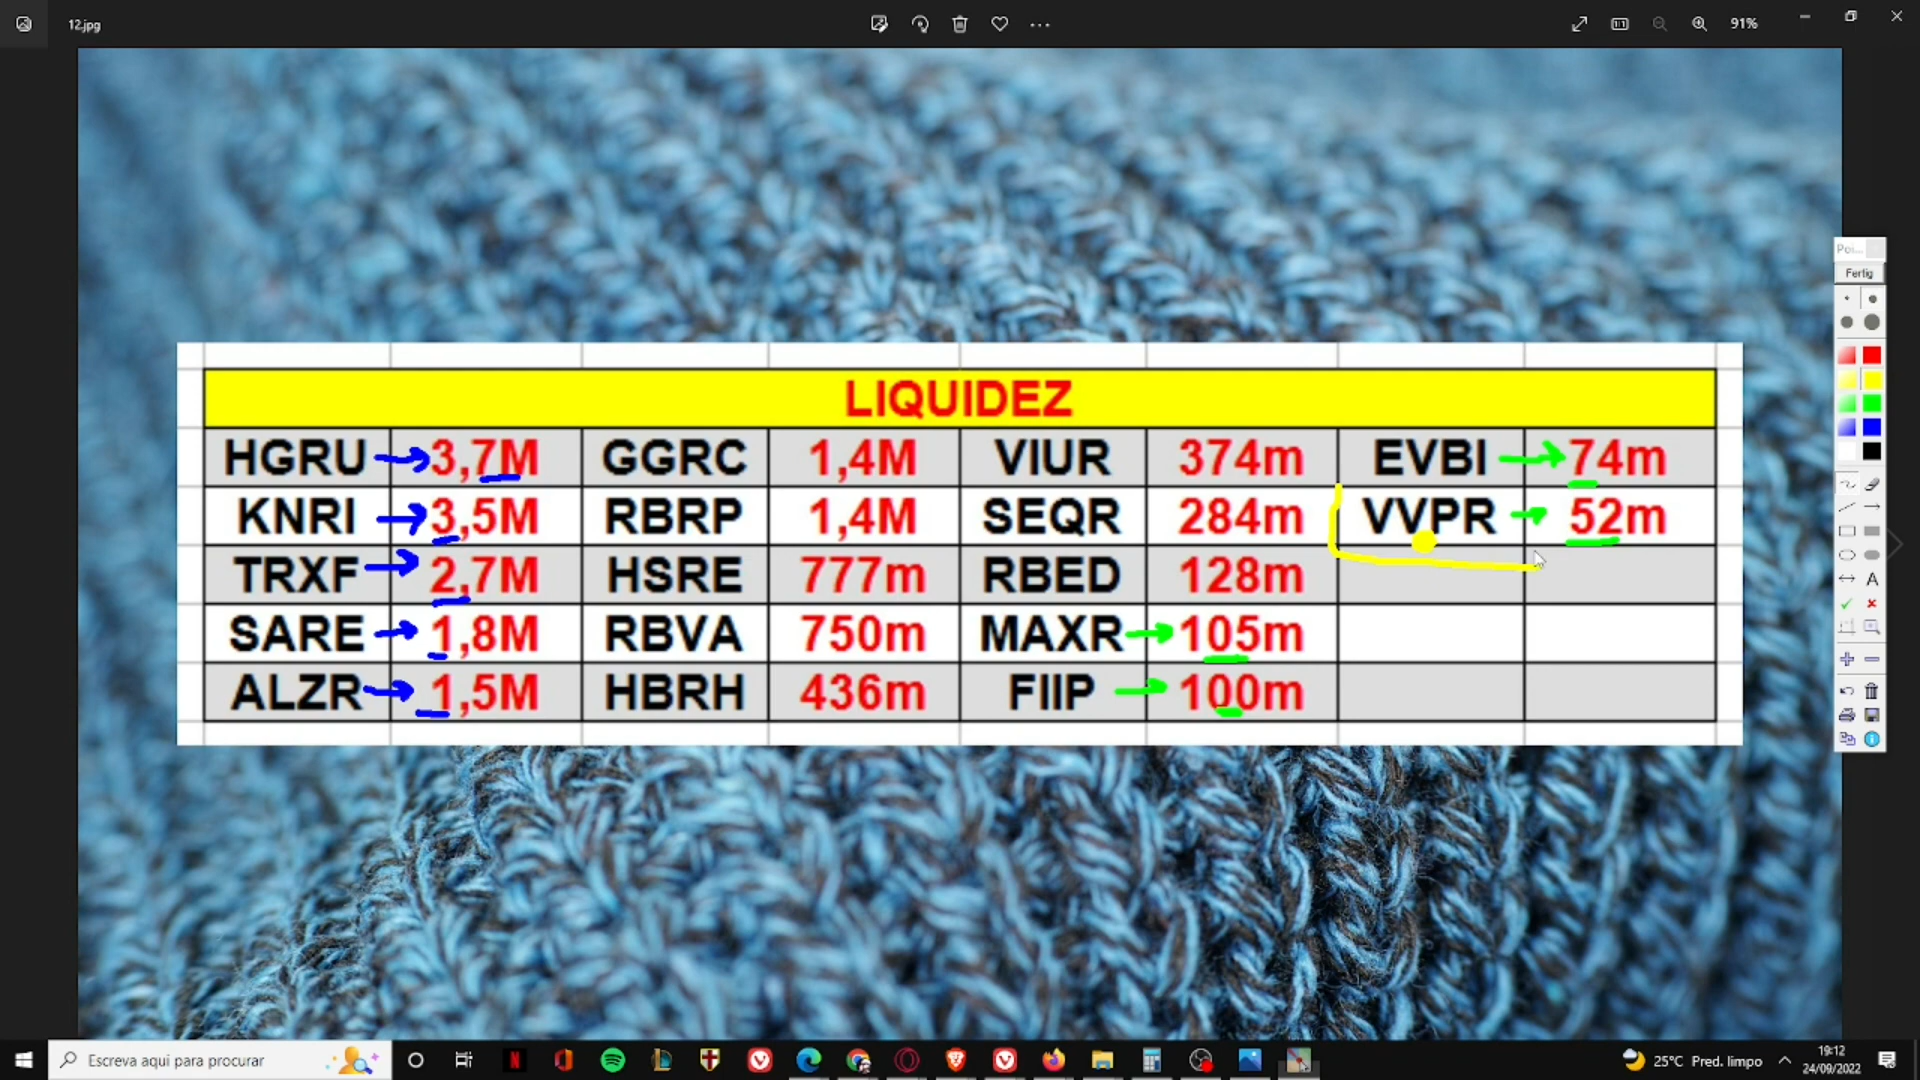 12.jpg
91%
LIQUIDEZ
HGRU 3,7M GGRC 1,4M VIUR 374m EVBI 74m
KNRI 3,5M RBRP 1,4M SEQR 284m VVPR 52m
TRXF 2,7M HSRE 777m RBED 128m
SARE 1,8M RBVA 750m MAXR 105m
ALZR 1,5M HBRH 436m FIIP 100m
Poi...
Fertig
A
Escreva aqui para procurar
25°C Pred. limpo
19:12
24/09/2022